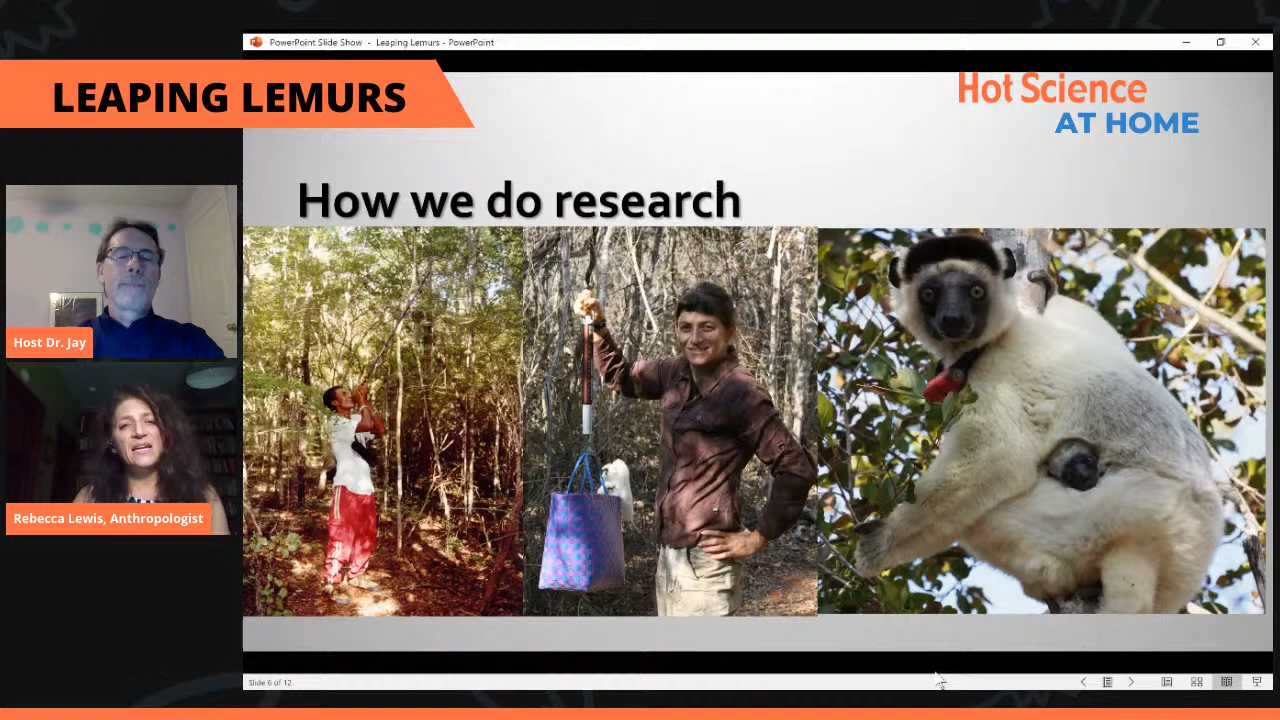 PowerPoint Slide Show - Leaping Lemurs - PowerPoint
LEAPING LEMURS
Hot Science
AT HOME
How we do research
Host Dr. Jay
Rebecca Lewis, Anthropologist
Slide 6 of 12